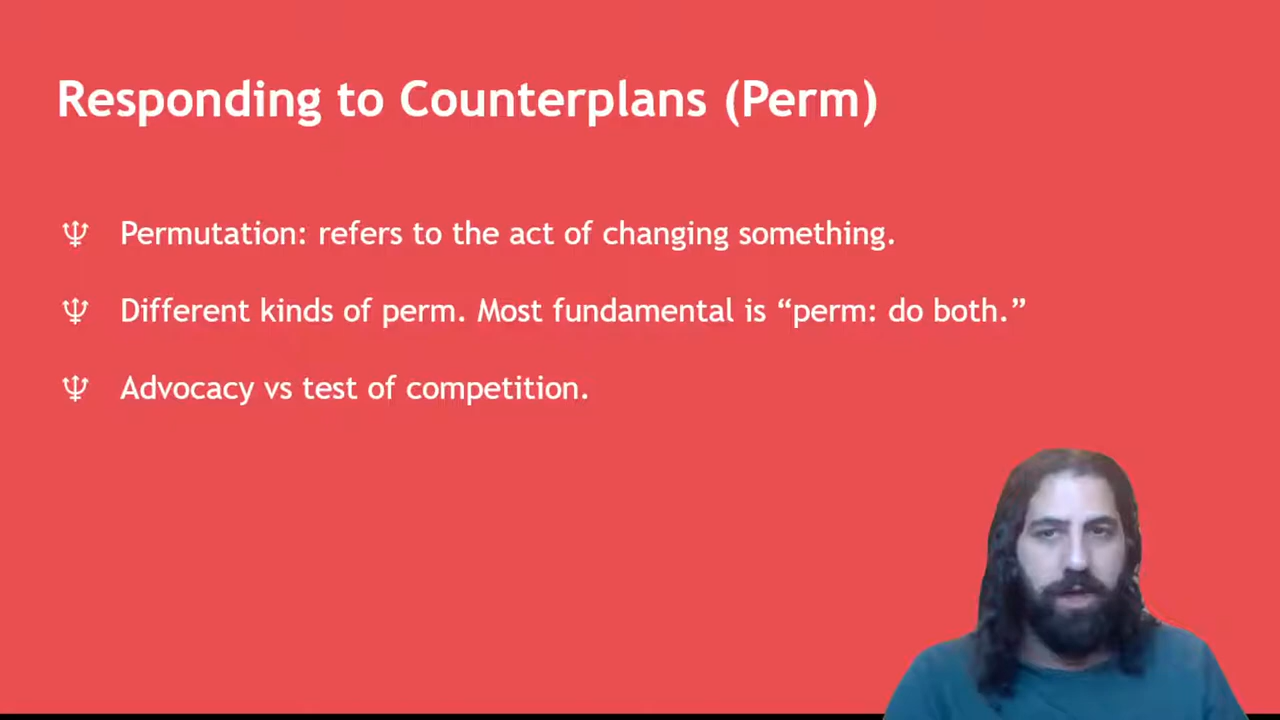 Responding to Counterplans (Perm)
Permutation: refers to the act of changing something.
Different kinds of perm. Most fundamental is “perm: do both.”
Advocacy vs test of competition.